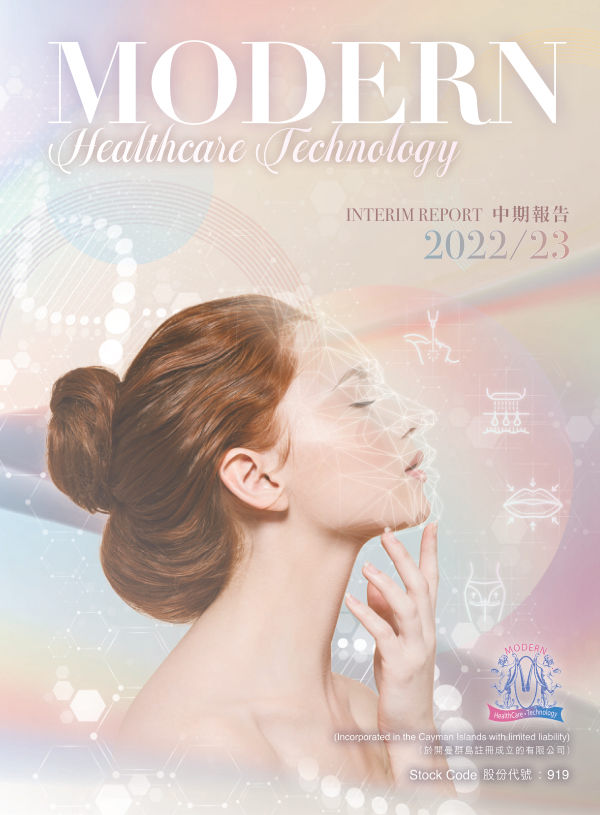 MODERN
Healthcare Technology
INTERIM REPORT 中期報告
2022/23
MODERN
HealthCare • Technology
(Incorporated in the Cayman Islands with limited liability)
(於開曼群島註冊成立的有限公司)
Stock Code 股份代號：919